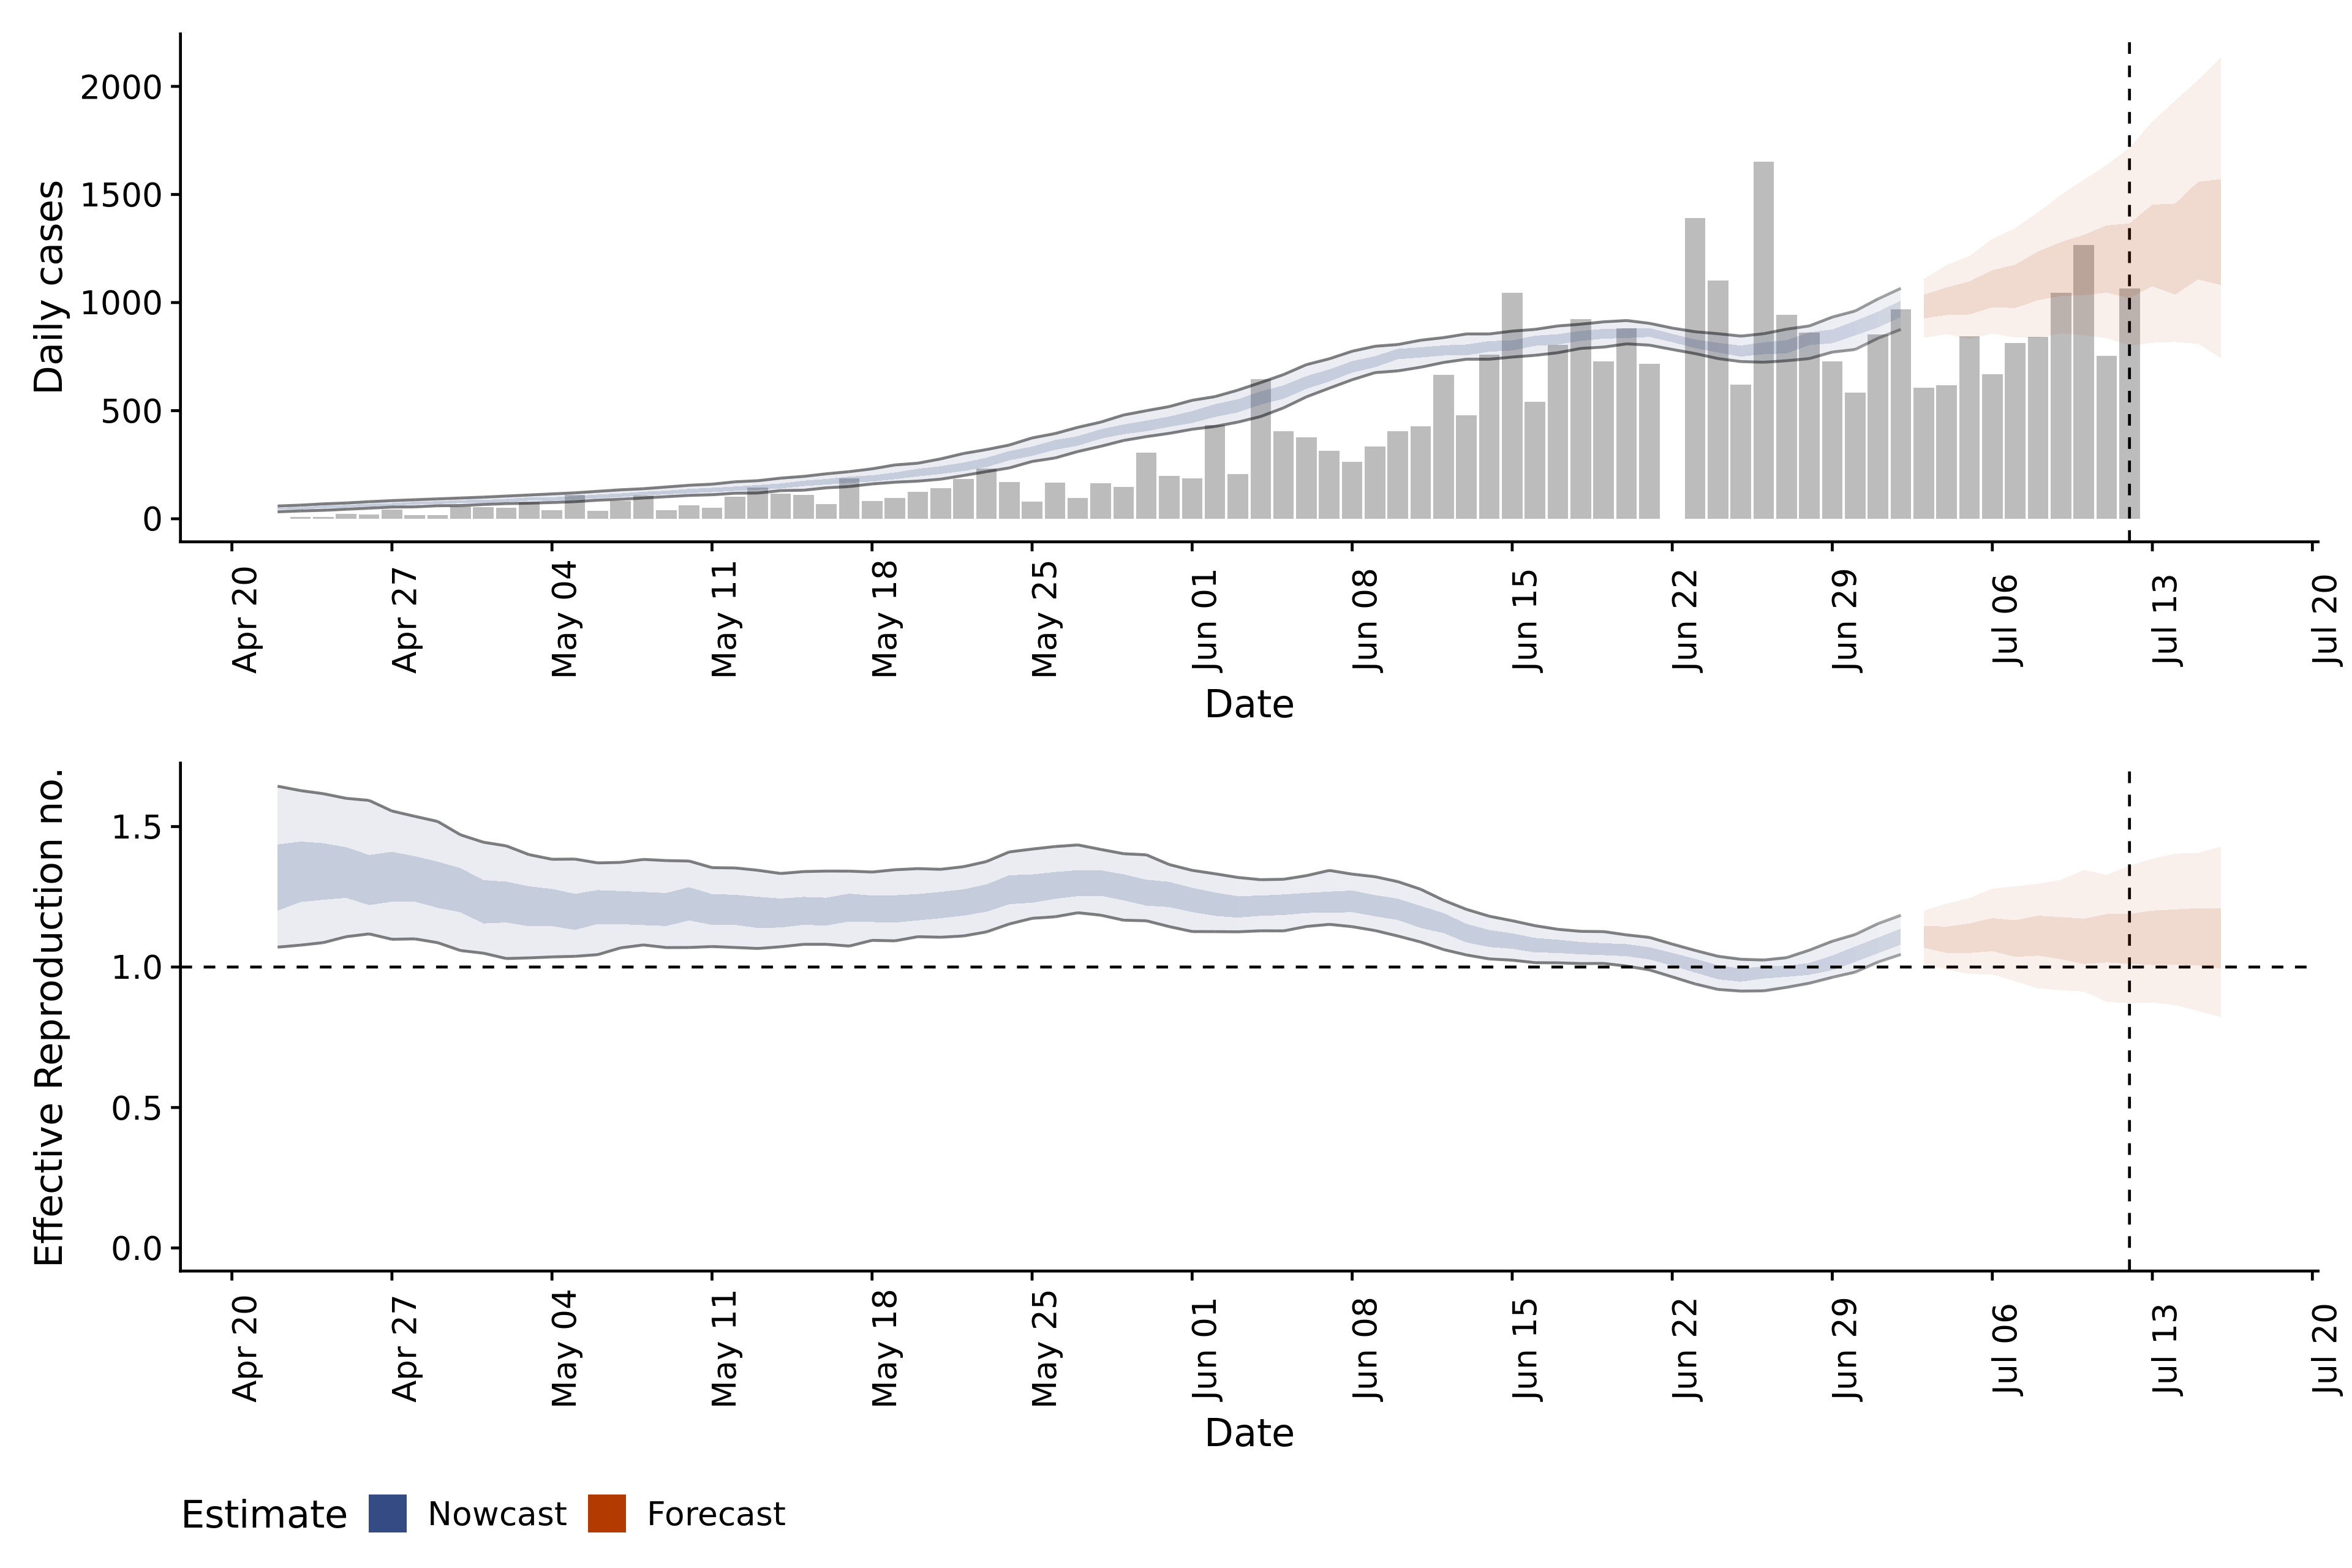 Daily cases
2000
1500
1000
500
0
Apr 20
Apr 27
May 04
May 11
May 18
May 25
Jun 01
Jun 08
Jun 15
Jun 22
Jun 29
Jul 06
Jul 13
Jul 20
Date
Effective Reproduction no.
1.5
1.0
0.5
0.0
Apr 20
Apr 27
May 04
May 11
May 18
May 25
Jun 01
Jun 08
Jun 15
Jun 22
Jun 29
Jul 06
Jul 13
Jul 20
Date
Estimate Nowcast Forecast